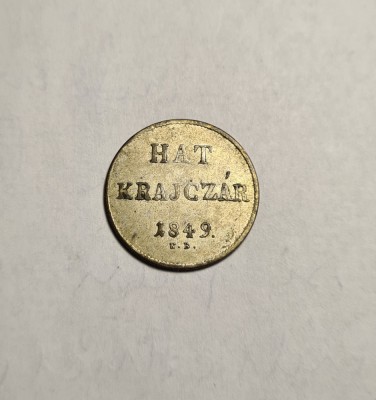 HAT
KRAJCZÁR
1849.
N.B.